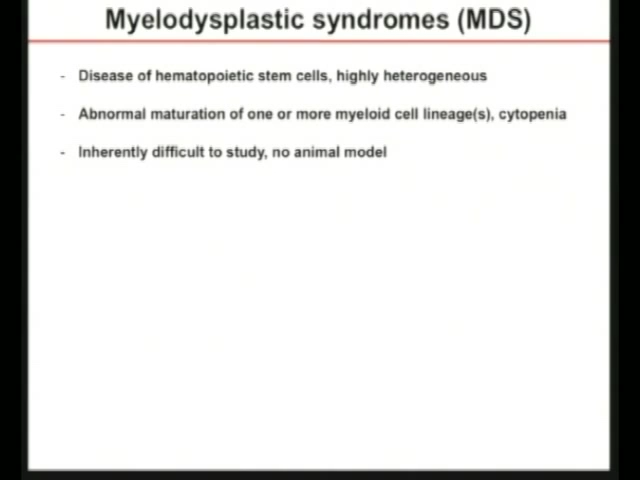 Myelodysplastic syndromes (MDS)
- Disease of hematopoietic stem cells, highly heterogeneous
- Abnormal maturation of one or more myeloid cell lineage(s), cytopenia
- Inherently difficult to study, no animal model